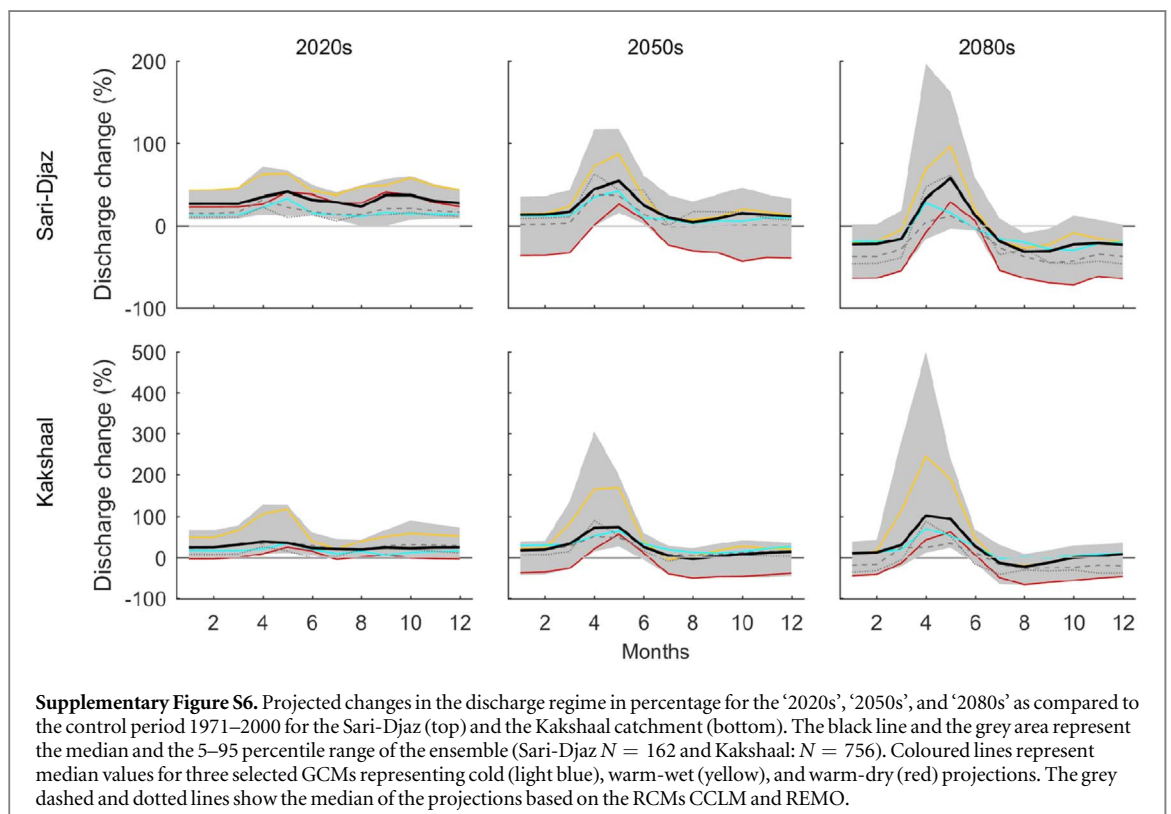 2020s 2050s 2080s
Sari-Djaz
Discharge change (%)
200
100
0
-100
Kakshaal
Discharge change (%)
500
400
300
200
100
0
-100
2 4 6 8 10 12 2 4 6 8 10 12 2 4 6 8 10 12
Months
Supplementary Figure S6. Projected changes in the discharge regime in percentage for the ‘2020s’, ‘2050s’, and ‘2080s’ as compared to
the control period 1971–2000 for the Sari-Djaz (top) and the Kakshaal catchment (bottom). The black line and the grey area represent
the median and the 5–95 percentile range of the ensemble (Sari-Djaz N = 162 and Kakshaal: N = 756). Coloured lines represent
median values for three selected GCMs representing cold (light blue), warm-wet (yellow), and warm-dry (red) projections. The grey
dashed and dotted lines show the median of the projections based on the RCMs CCLM and REMO.